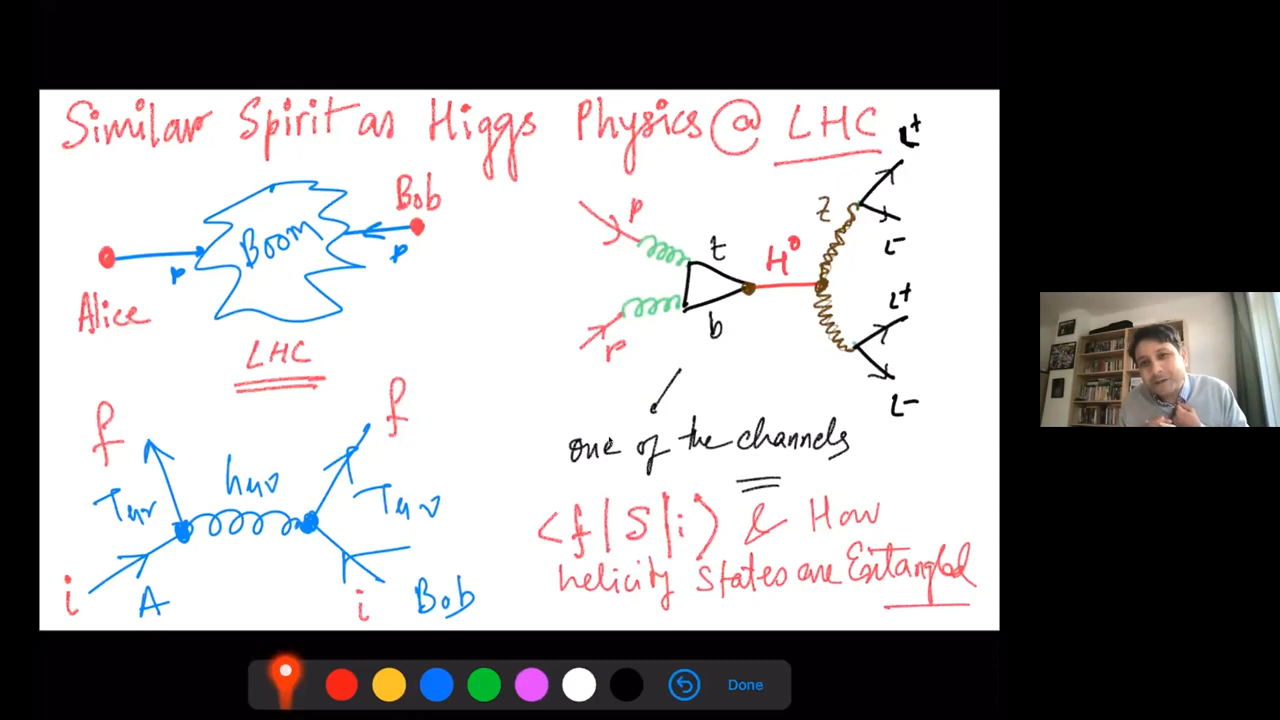 Similar Spirit as Higgs Physics @ LHC
Boom
Bob
P
P
Alice
LHC
P
t
H⁰
b
P
Z
L+
L-
L+
L-
one of the channels
f
f
Tμν
hμν
Tμν
i
A
i
Bob
<f|S|i> & How
helicity states are Entangled
Done